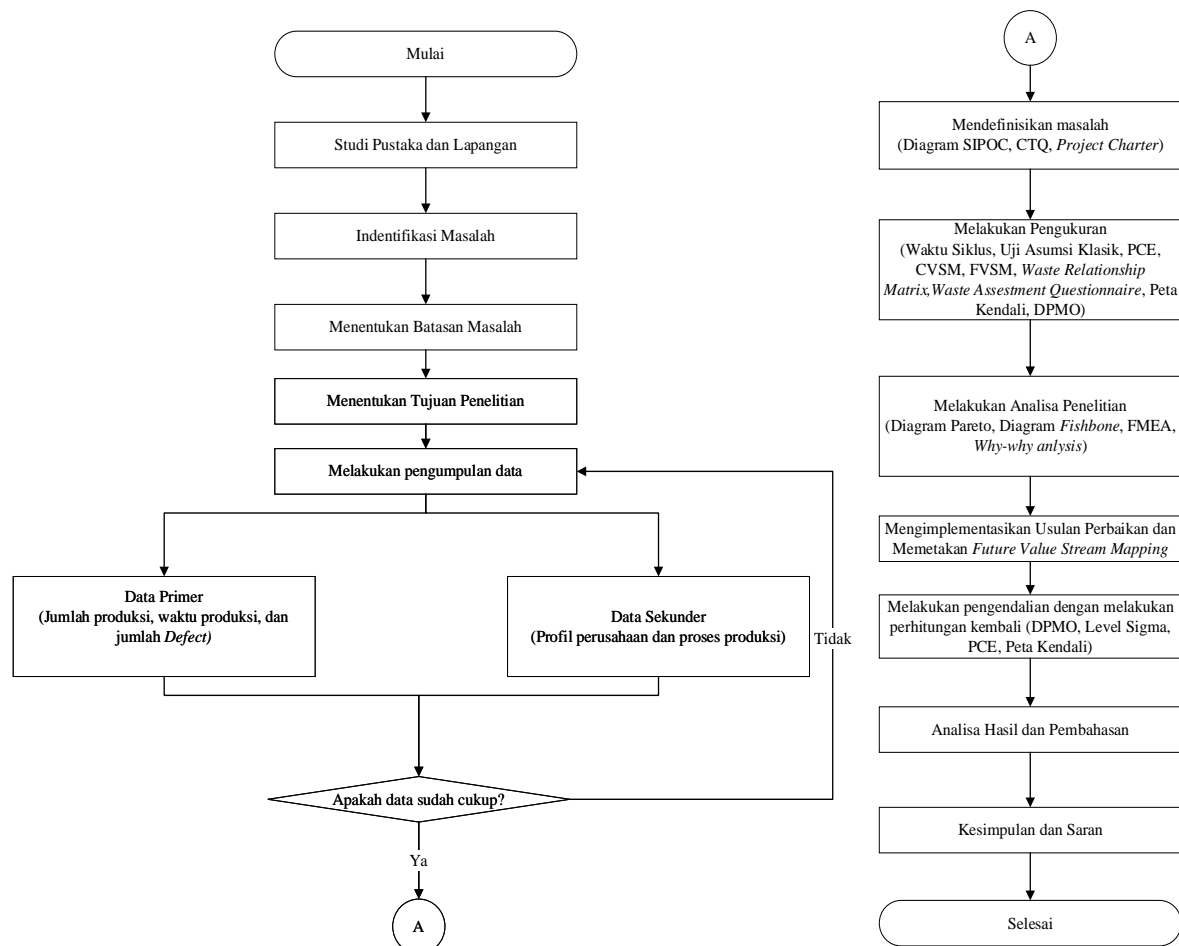 Mulai
Studi Pustaka dan Lapangan
Indentifikasi Masalah
Menentukan Batasan Masalah
Menentukan Tujuan Penelitian
Melakukan pengumpulan data
Data Primer
(Jumlah produksi, waktu produksi, dan
jumlah Defect)
Data Sekunder
(Profil perusahaan dan proses produksi)
Tidak
Apakah data sudah cukup?
Ya
A
A
Mendefinisikan masalah
(Diagram SIPOC, CTQ, Project Charter)
Melakukan Pengukuran
(Waktu Siklus, Uji Asumsi Klasik, PCE,
CVSM, FVSM, Waste Relationship
Matrix,Waste Assestment Questionnaire, Peta
Kendali, DPMO)
Melakukan Analisa Penelitian
(Diagram Pareto, Diagram Fishbone, FMEA,
Why-why anlysis)
Mengimplementasikan Usulan Perbaikan dan
Memetakan Future Value Stream Mapping
Melakukan pengendalian dengan melakukan
perhitungan kembali (DPMO, Level Sigma,
PCE, Peta Kendali)
Analisa Hasil dan Pembahasan
Kesimpulan dan Saran
Selesai